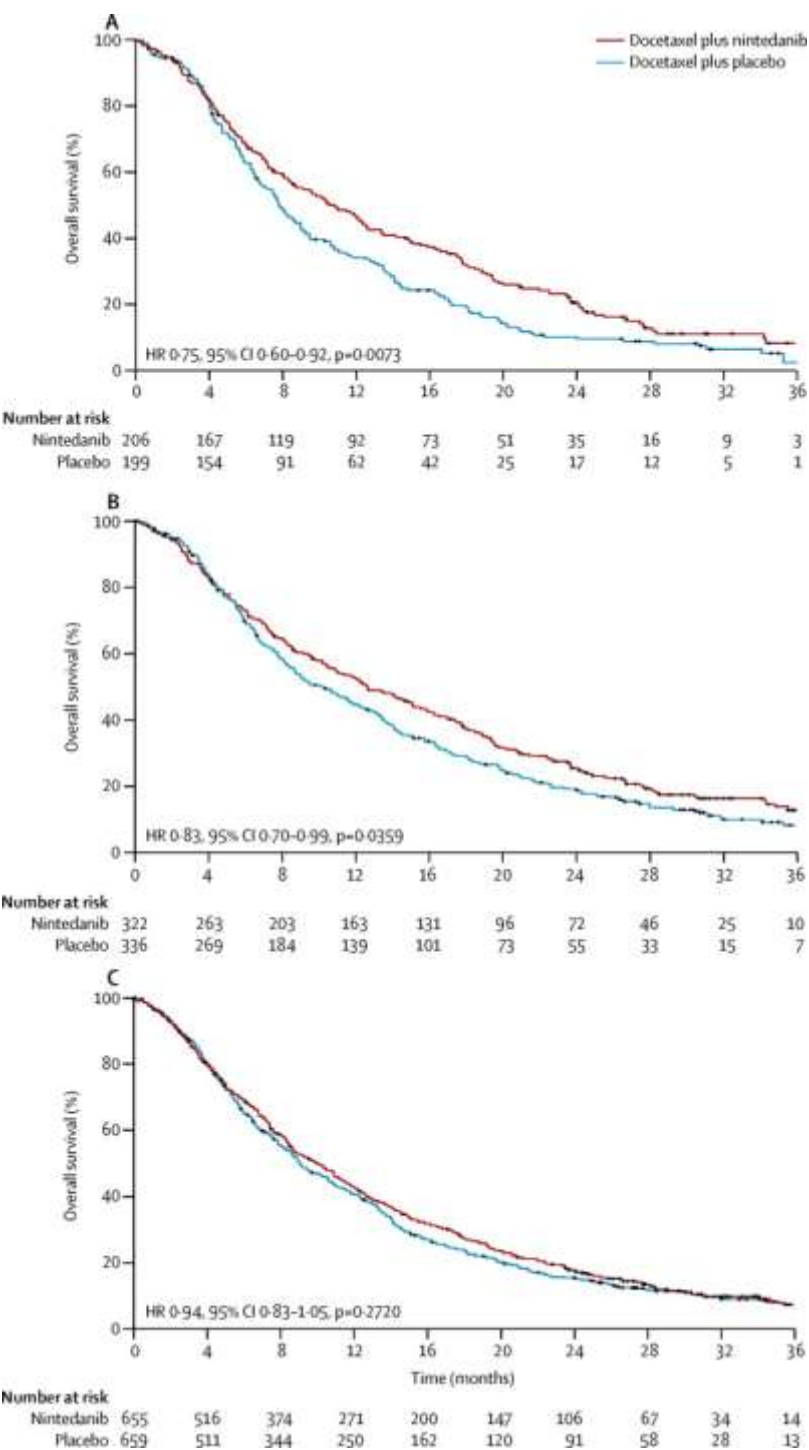 A
Docetaxel plus nintedanib
Docetaxel plus placebo
Overall survival (%)
100
80
60
40
20
0
HR 0·75, 95% CI 0·60–0·92, p=0·0073
0 4 8 12 16 20 24 28 32 36
Number at risk
Nintedanib 206 167 119 92 73 51 35 16 9 3
Placebo 199 154 91 62 42 25 17 12 5 1
B
Overall survival (%)
100
80
60
40
20
0
HR 0·83, 95% CI 0·70–0·99, p=0·0359
0 4 8 12 16 20 24 28 32 36
Number at risk
Nintedanib 322 263 203 163 131 96 72 46 25 10
Placebo 336 269 184 139 101 73 55 33 15 7
C
Overall survival (%)
100
80
60
40
20
0
HR 0·94, 95% CI 0·83–1·05, p=0·2720
0 4 8 12 16 20 24 28 32 36
Time (months)
Number at risk
Nintedanib 655 516 374 271 200 147 106 67 34 14
Placebo 659 511 344 250 162 120 91 58 28 13